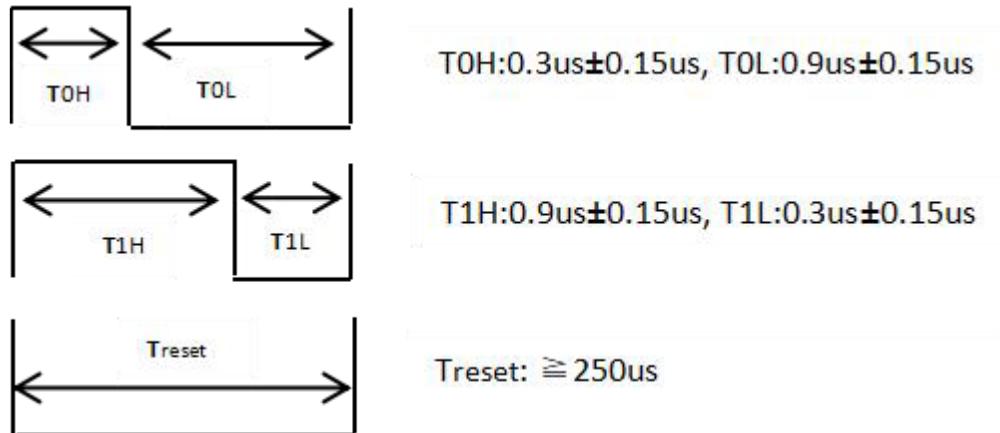 T0H T0L
T0H:0.3us±0.15us, T0L:0.9us±0.15us
T1H T1L
T1H:0.9us±0.15us, T1L:0.3us±0.15us
Treset
Treset: ≧250us